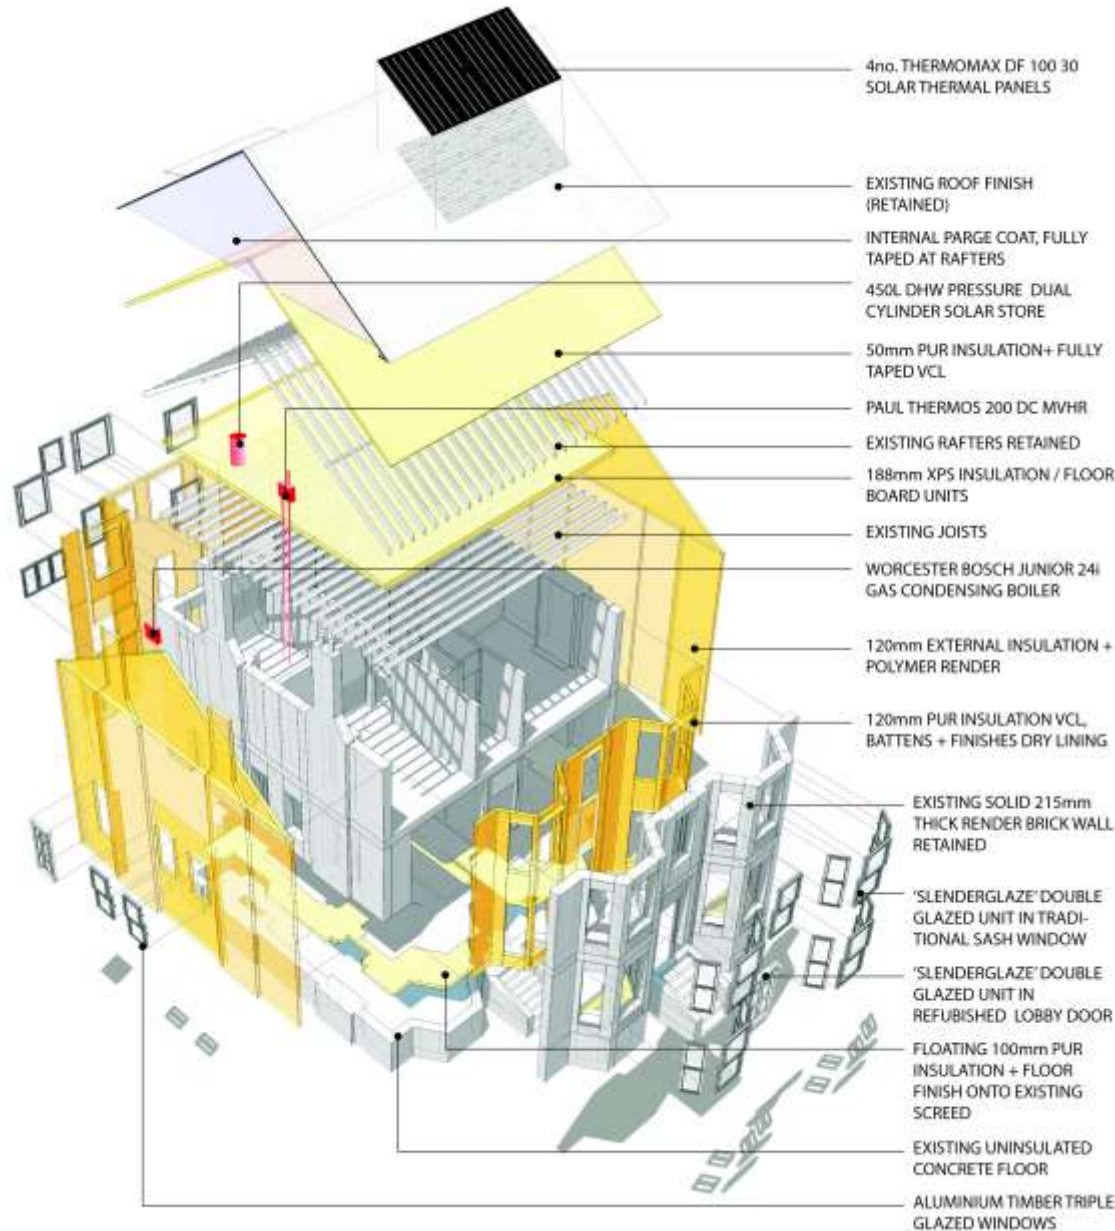 4no. THERMOMAX DF 100 30
SOLAR THERMAL PANELS
EXISTING ROOF FINISH
(RETAINED)
INTERNAL PARGE COAT, FULLY
TAPED AT RAFTERS
450L DHW PRESSURE DUAL
CYLINDER SOLAR STORE
50mm PUR INSULATION+ FULLY
TAPED VCL
PAUL THERMOS 200 DC MVHR
EXISTING RAFTERS RETAINED
188mm XPS INSULATION / FLOOR
BOARD UNITS
EXISTING JOISTS
WORCESTER BOSCH JUNIOR 24i
GAS CONDENSING BOILER
120mm EXTERNAL INSULATION +
POLYMER RENDER
120mm PUR INSULATION VCL,
BATTENS + FINISHES DRY LINING
EXISTING SOLID 215mm
THICK RENDER BRICK WALL
RETAINED
'SLENDERGLAZE' DOUBLE
GLAZED UNIT IN TRADI-
TIONAL SASH WINDOW
'SLENDERGLAZE' DOUBLE
GLAZED UNIT IN
REFUBISHED LOBBY DOOR
FLOATING 100mm PUR
INSULATION + FLOOR
FINISH ONTO EXISTING
SCREED
EXISTING UNINSULATED
CONCRETE FLOOR
ALUMINIUM TIMBER TRIPLE
GLAZED WINDOWS